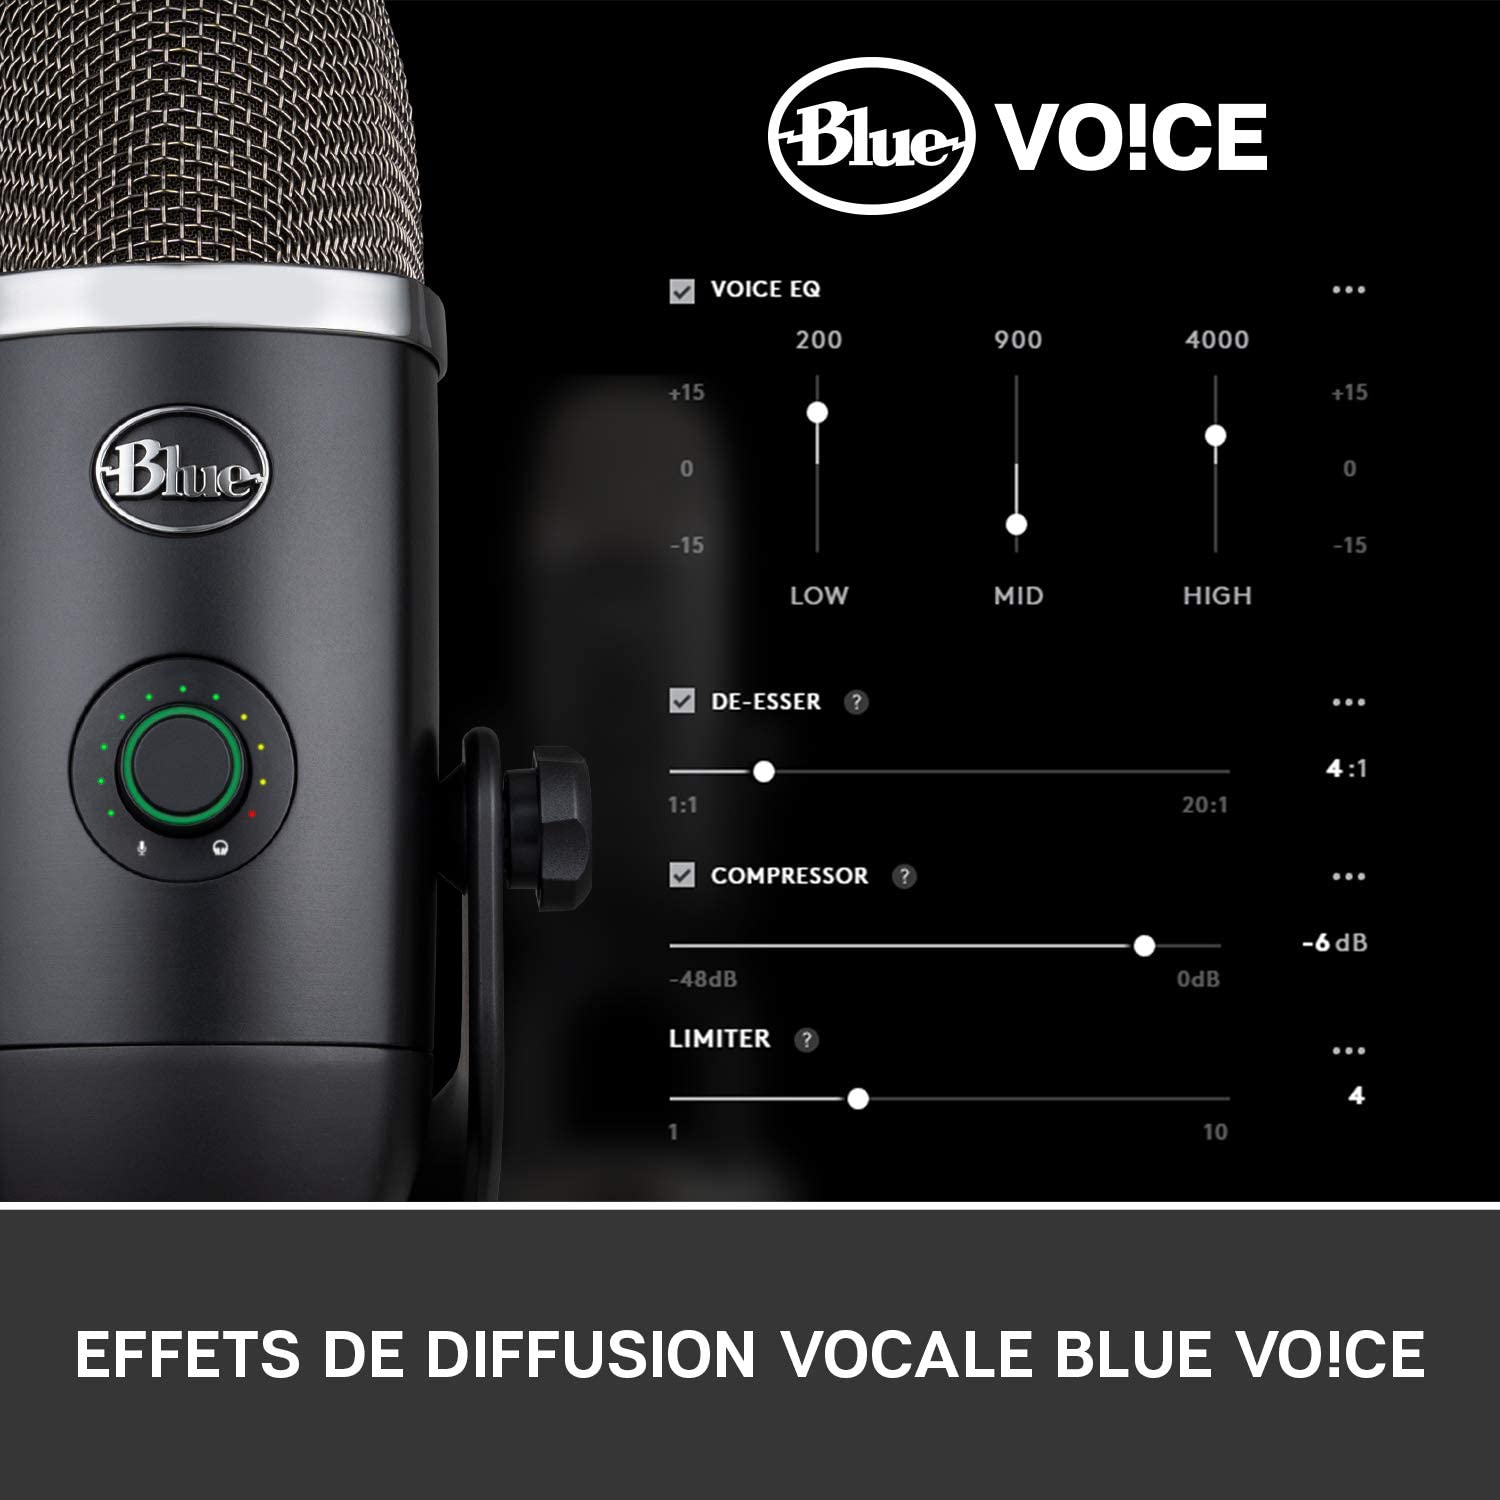 Blue VO!CE
VOICE EQ
200 900 4000
+15 +15
0 0
-15 -15
LOW MID HIGH
Blue
DE-ESSER ?
4:1
1:1 20:1
COMPRESSOR ?
-6 dB
-48dB 0dB
LIMITER ?
4
1 10
EFFETS DE DIFFUSION VOCALE BLUE VO!CE